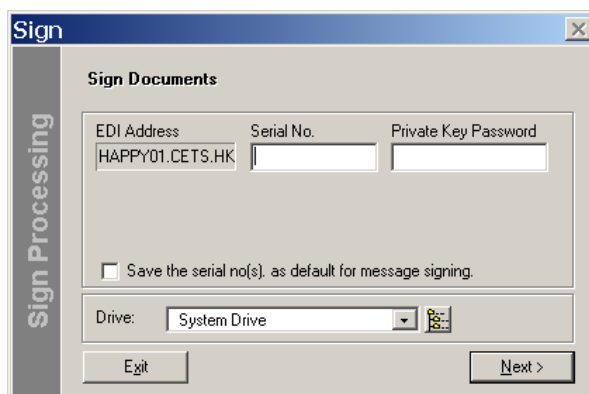 Sign
Sign Processing
Sign Documents
EDI Address Serial No. Private Key Password
HAPPY01.CETS.HK
Save the serial no(s). as default for message signing.
Drive: System Drive
Exit Next >